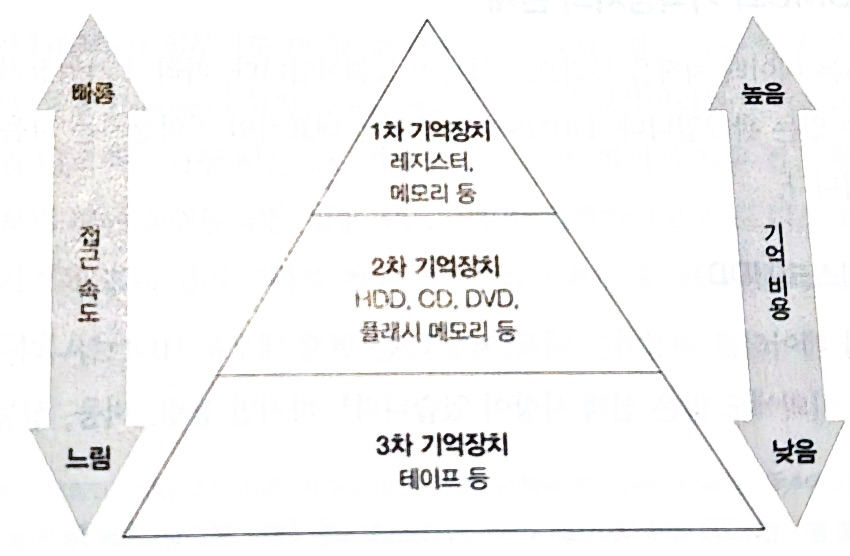 빠름
높음
1차 기억장치
레지스터,
메모리 등
접근 속도
기억 비용
2차 기억장치
HDD, CD, DVD,
플래시 메모리 등
3차 기억장치
테이프 등
느림
낮음